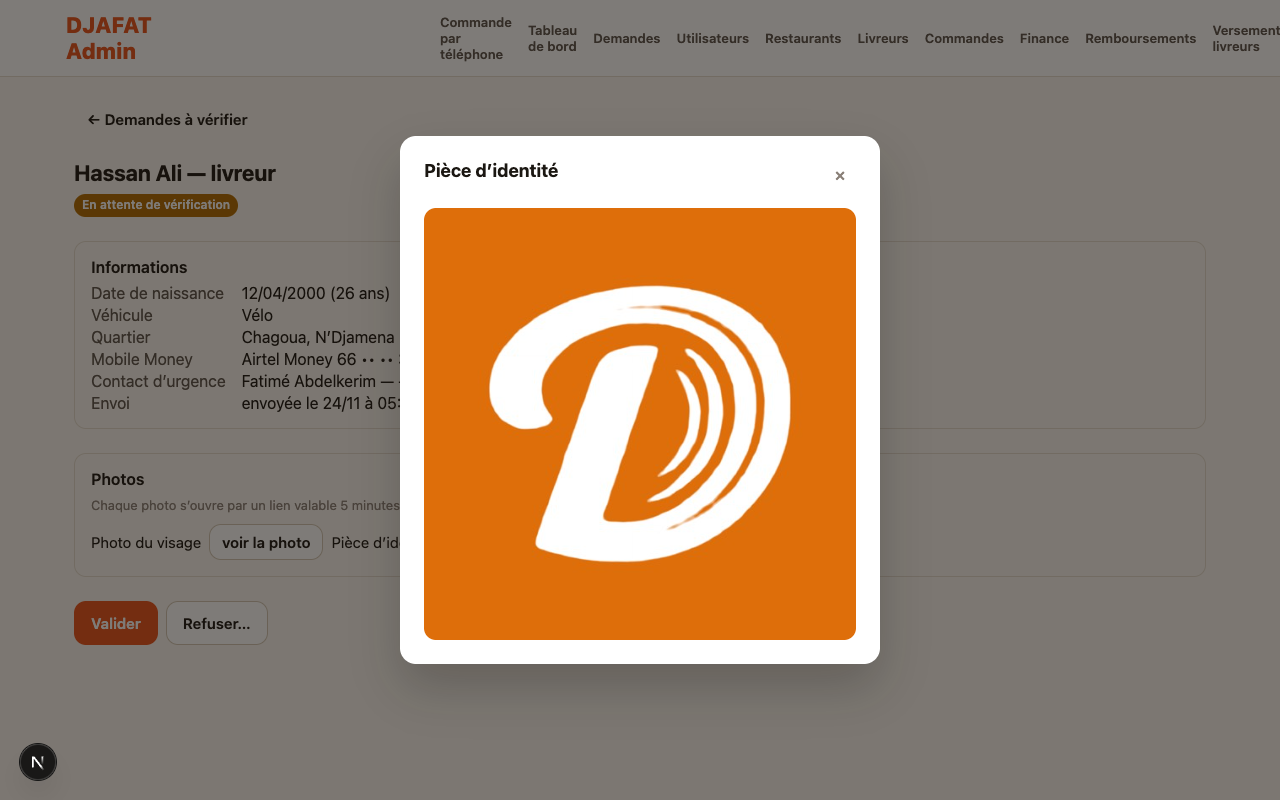 DJAFAT
Admin
Commande
par
téléphone
Tableau
de bord
Demandes
Utilisateurs
Restaurants
Livreurs
Commandes
Finance
Remboursements
livreurs
← Demandes à vérifier
Hassan Ali — livreur
En attente de vérification
Pièce d’identité
×
D
Informations
Date de naissance 12/04/2000 (26 ans)
Véhicule Vélo
Quartier Chagoua, N’Djamena
Mobile Money Airtel Money 66 •• ••
Contact d’urgence Fatimé Abdelkerim —
Envoi envoyée le 24/11 à 05:
Photos
Chaque photo s’ouvre par un lien valable 5 minutes
Photo du visage voir la photo Pièce d’id
Valider Refuser...
N